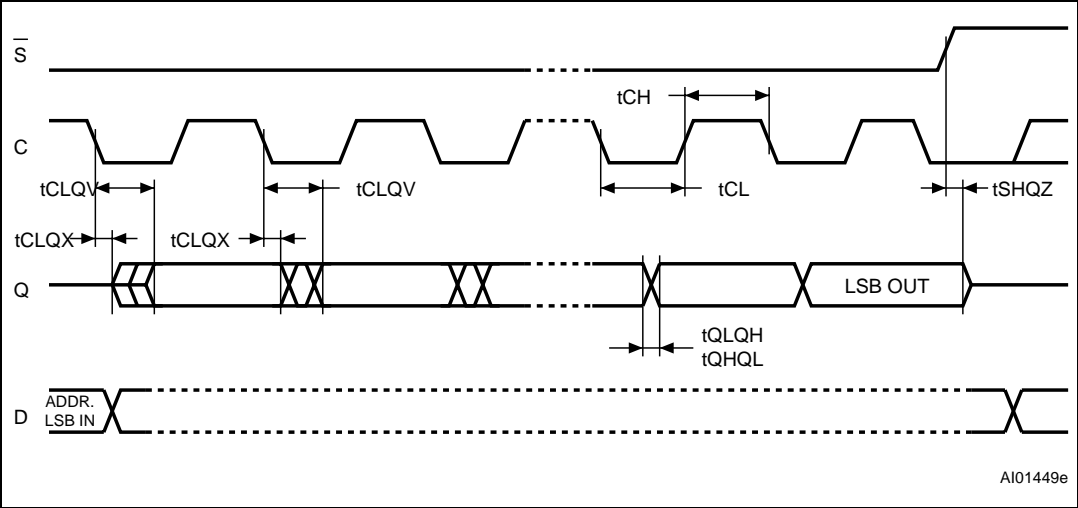 S
tCH
C
tCLQV
tCLQV
tCL
tSHQZ
tCLQX
tCLQX
Q
LSB OUT
tQLQH
tQHQL
D
ADDR.
LSB IN
AI01449e